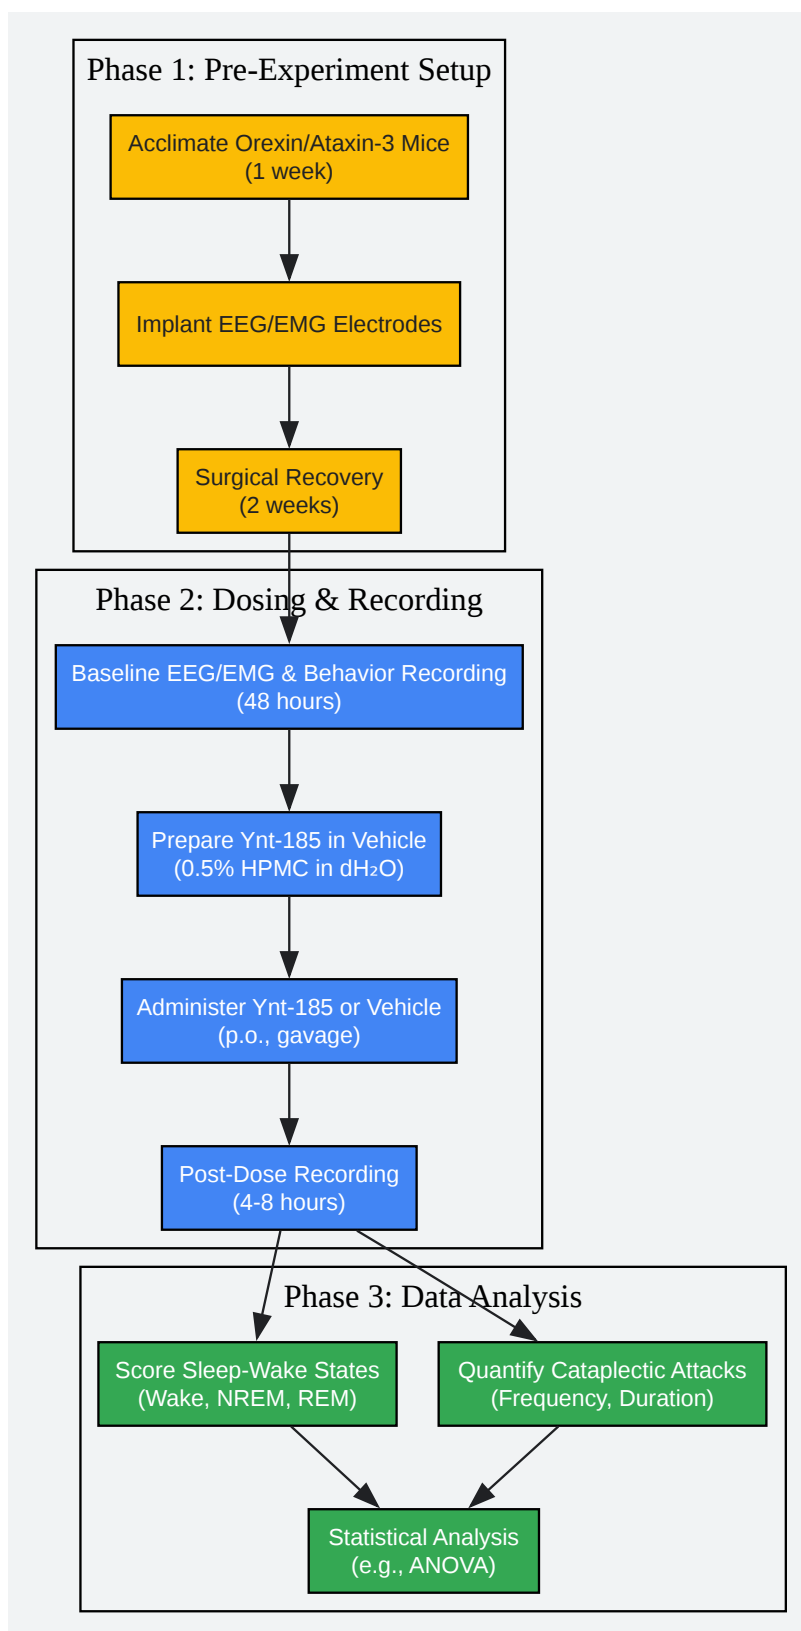 Phase 1: Pre-Experiment Setup
Acclimate Orexin/Ataxin-3 Mice
(1 week)
Implant EEG/EMG Electrodes
Surgical Recovery
(2 weeks)
Phase 2: Dosing & Recording
Baseline EEG/EMG & Behavior Recording
(48 hours)
Prepare Ynt-185 in Vehicle
(0.5% HPMC in dH₂O)
Administer Ynt-185 or Vehicle
(p.o., gavage)
Post-Dose Recording
(4-8 hours)
Phase 3: Data Analysis
Score Sleep-Wake States
(Wake, NREM, REM)
Quantify Cataplectic Attacks
(Frequency, Duration)
Statistical Analysis
(e.g., ANOVA)